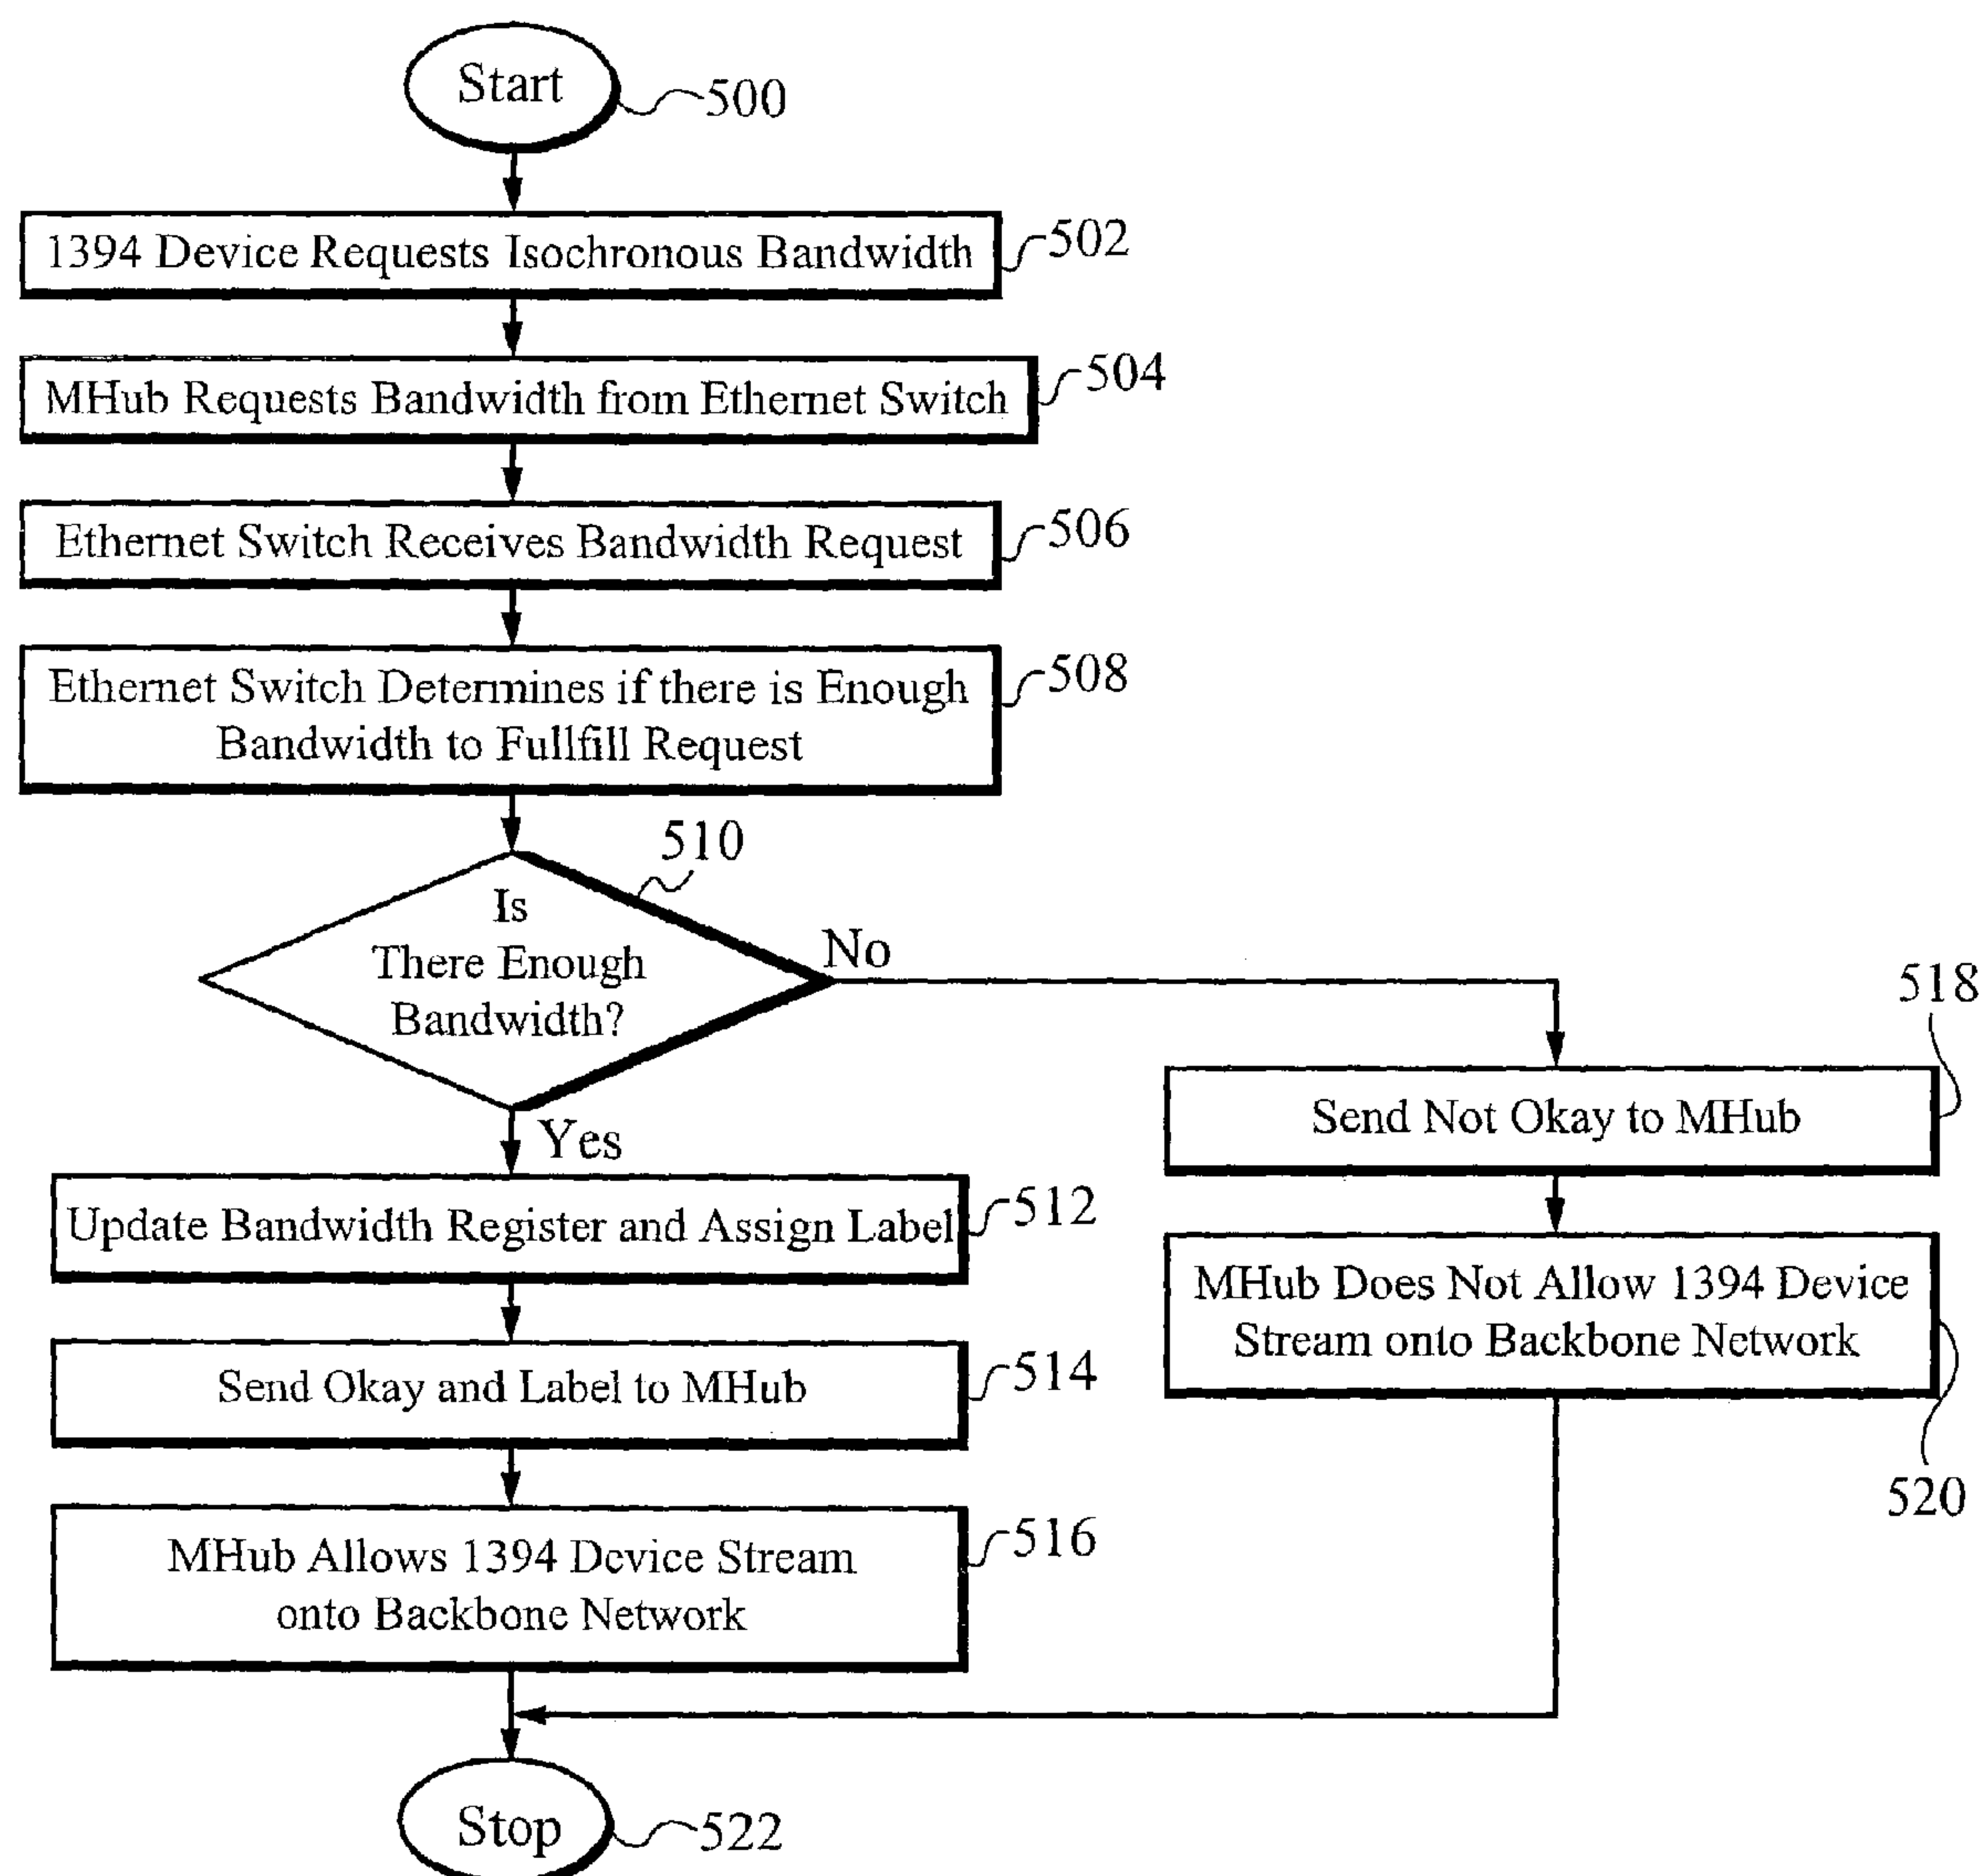 Start
500
1394 Device Requests Isochronous Bandwidth
502
MHub Requests Bandwidth from Ethernet Switch
504
Ethernet Switch Receives Bandwidth Request
506
Ethernet Switch Determines if there is Enough
Bandwidth to Fullfill Request
508
510
Is
There Enough
Bandwidth?
No
Yes
518
Send Not Okay to MHub
Update Bandwidth Register and Assign Label
512
MHub Does Not Allow 1394 Device
Stream onto Backbone Network
520
Send Okay and Label to MHub
514
MHub Allows 1394 Device Stream
onto Backbone Network
516
Stop
522